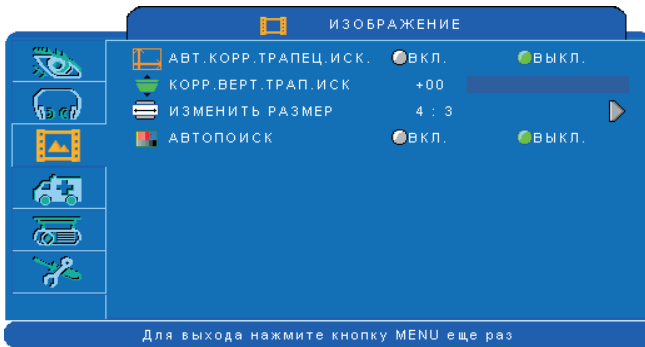 ИЗОБРАЖЕНИЕ
АВТ.КОРР.ТРАПЕЦ.ИСК. ВКЛ. ВЫКЛ.
КОРР.ВЕРТ.ТРАП.ИСК +00
ИЗМЕНИТЬ РАЗМЕР 4 : 3
АВТОПОИСК ВКЛ. ВЫКЛ.
Для выхода нажмите кнопку MENU еще раз